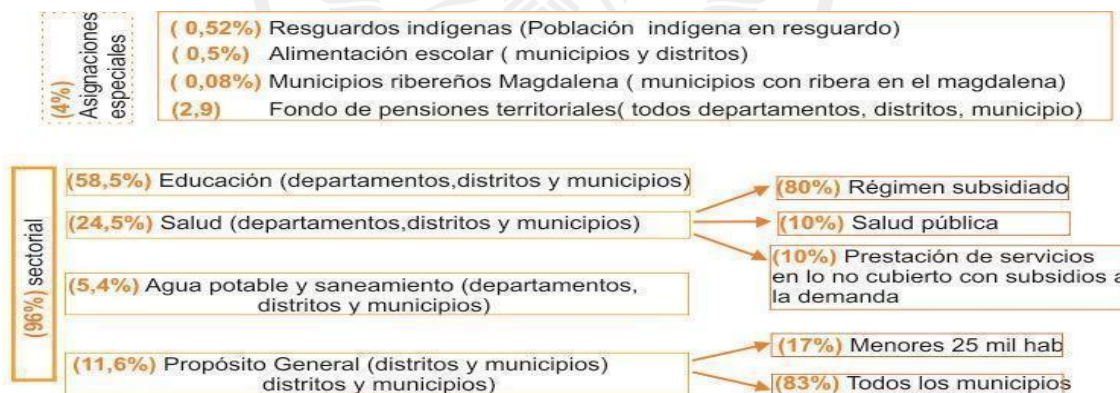 (4%)
Asignaciones
especiales
( 0,52%) Resguardos indígenas (Población indígena en resguardo)
( 0,5%) Alimentación escolar ( municipios y distritos)
( 0,08%) Municipios ribereños Magdalena ( municipios con ribera en el magdalena)
(2,9) Fondo de pensiones territoriales( todos departamentos, distritos, municipio)
(96%) sectorial
(58,5%) Educación (departamentos,distritos y municipios)
(24,5%) Salud (departamentos,distritos y municipios)
(80%) Régimen subsidiado
(10%) Salud pública
(10%) Prestación de servicios
en lo no cubierto con subsidios a
la demanda
(5,4%) Agua potable y saneamiento (departamentos,
distritos y municipios)
(11,6%) Propósito General (distritos y municipios)
distritos y municipios)
(17%) Menores 25 mil hab
(83%) Todos los municipios